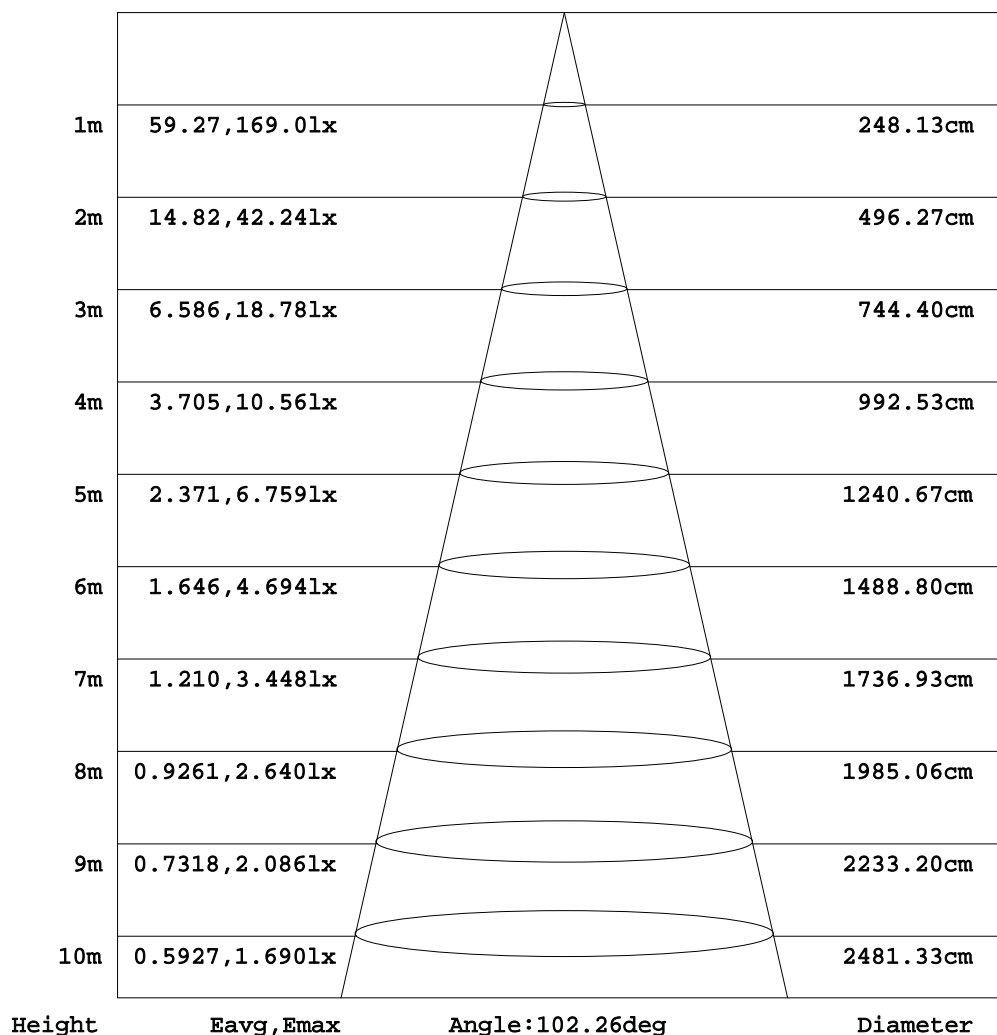 1m 59.27,169.0lx 248.13cm
2m 14.82,42.24lx 496.27cm
3m 6.586,18.78lx 744.40cm
4m 3.705,10.56lx 992.53cm
5m 2.371,6.759lx 1240.67cm
6m 1.646,4.694lx 1488.80cm
7m 1.210,3.448lx 1736.93cm
8m 0.9261,2.640lx 1985.06cm
9m 0.7318,2.086lx 2233.20cm
10m 0.5927,1.690lx 2481.33cm
Height Eavg,Emax Angle:102.26deg Diameter